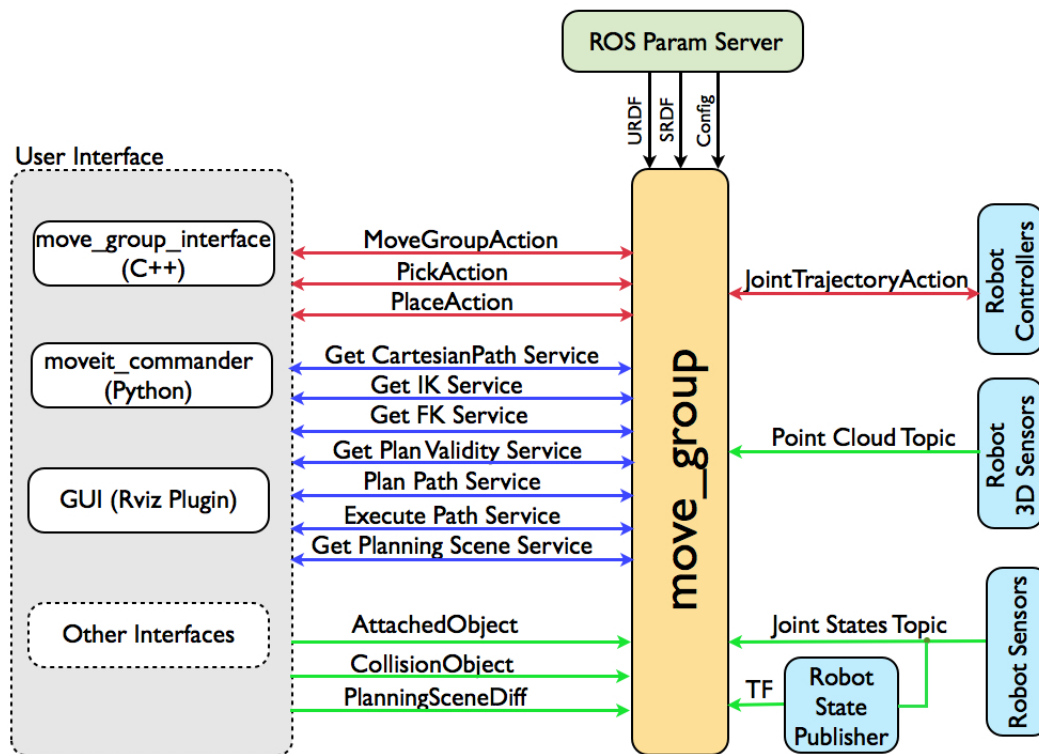 ROS Param Server
URDF
SRDF
Config
User Interface
move_group_interface
(C++)
moveit_commander
(Python)
GUI (Rviz Plugin)
Other Interfaces
MoveGroupAction
PickAction
PlaceAction
Get CartesianPath Service
Get IK Service
Get FK Service
Get Plan Validity Service
Plan Path Service
Execute Path Service
Get Planning Scene Service
AttachedObject
CollisionObject
PlanningSceneDiff
move_group
JointTrajectoryAction
Robot
Controllers
Point Cloud Topic
Robot
3D Sensors
Joint States Topic
TF
Robot
State
Publisher
Robot Sensors